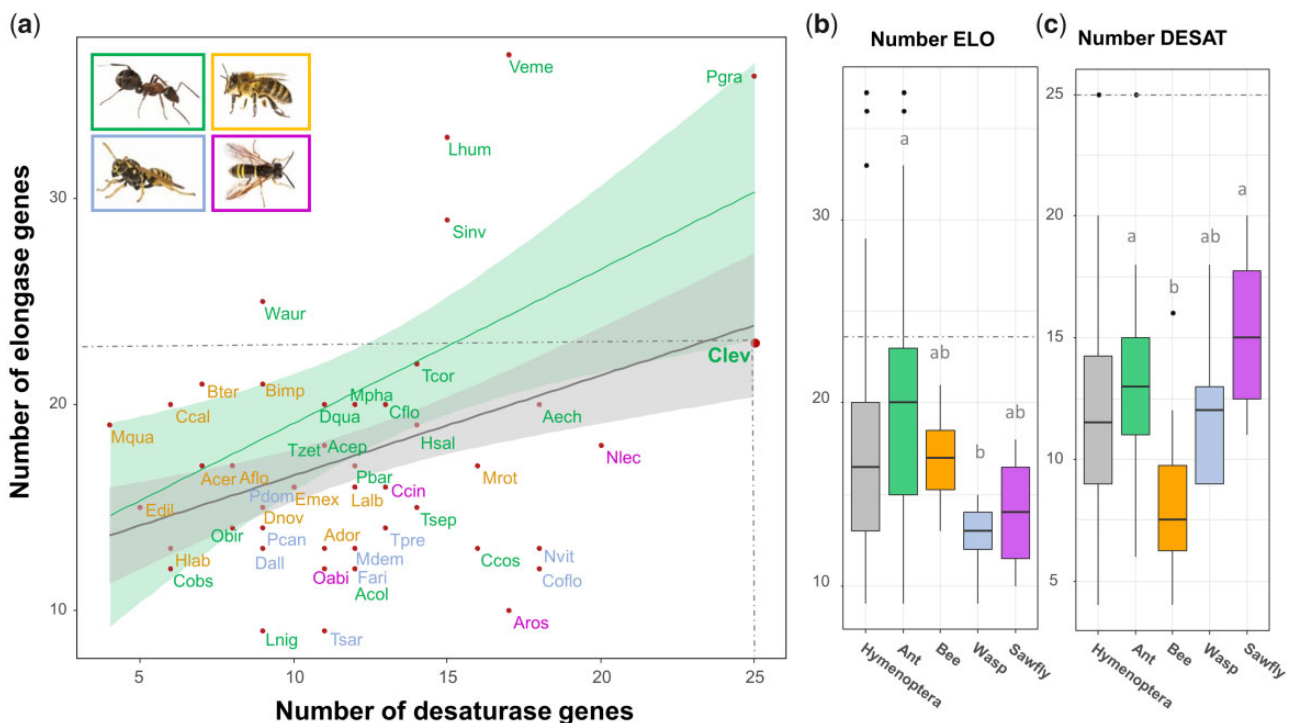 (a)
Number of elongase genes
30
20
10
5
10
15
20
25
Number of desaturase genes
Veme
Pgra
Lhum
Sinv
Waur
Clev
Tcor
Bter
Bimp
Mpha
Ccal
Dqua
Cflo
Aech
Mqua
Hsal
Tzet
Acep
Nlec
Acer
Aflo
Pbar
Mrot
Pdom
Emex
Lalb
Ccin
Edil
Dnov
Tsep
Obir
Pcan
Ador
Tpre
Hlab
Dall
Mdem
Ccos
Nvit
Cobs
Oabi
Fari
Coflo
Acol
Aros
Lnig
Tsar
(b)
Number ELO
30
20
10
a
ab
b
ab
Hymenoptera
Ant
Bee
Wasp
Sawfly
(c)
Number DESAT
25
20
15
10
5
a
b
ab
a
Hymenoptera
Ant
Bee
Wasp
Sawfly